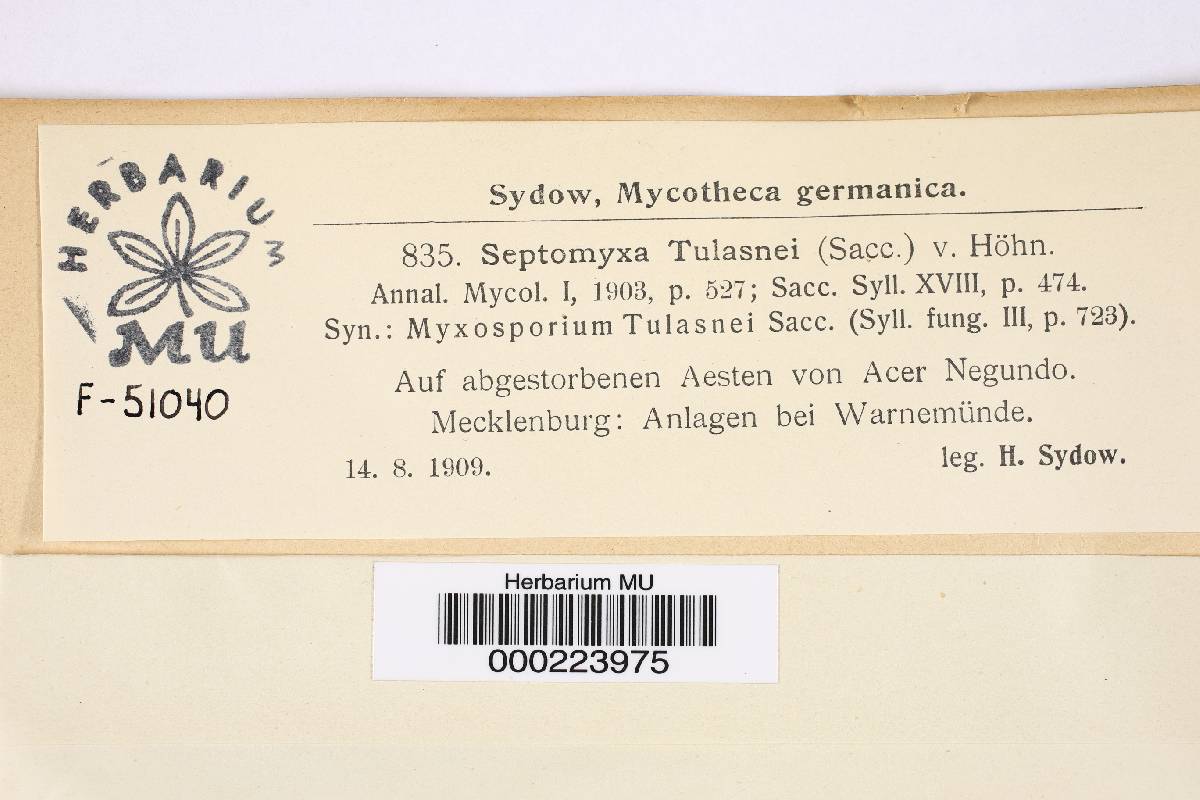 HERBARIUM
MU
F-51040
Sydow, Mycotheca germanica.
835. Septomyxa Tulasnei (Sacc.) v. Höhn.
Annal. Mycol. I, 1903, p. 527; Sacc. Syll. XVIII, p. 474.
Syn.: Myxosporium Tulasnei Sacc. (Syll. fung. III, p. 723).
Auf abgestorbenen Aesten von Acer Negundo.
Mecklenburg: Anlagen bei Warnemünde.
14. 8. 1909. leg. H. Sydow.
Herbarium MU
000223975